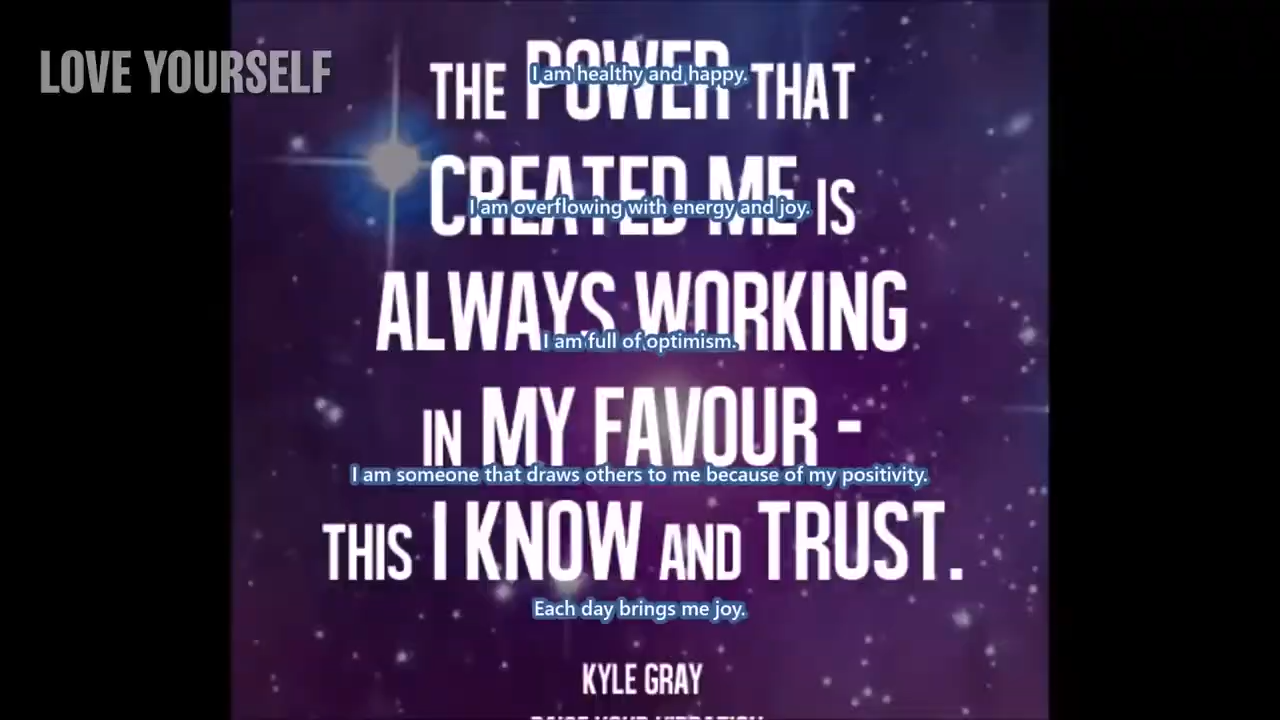 LOVE YOURSELF
THE POWER THAT
I am healthy and happy.
CREATED ME IS
I am overflowing with energy and joy.
ALWAYS WORKING
I am full of optimism.
IN MY FAVOUR -
I am someone that draws others to me because of my positivity.
THIS I KNOW AND TRUST.
Each day brings me joy.
KYLE GRAY